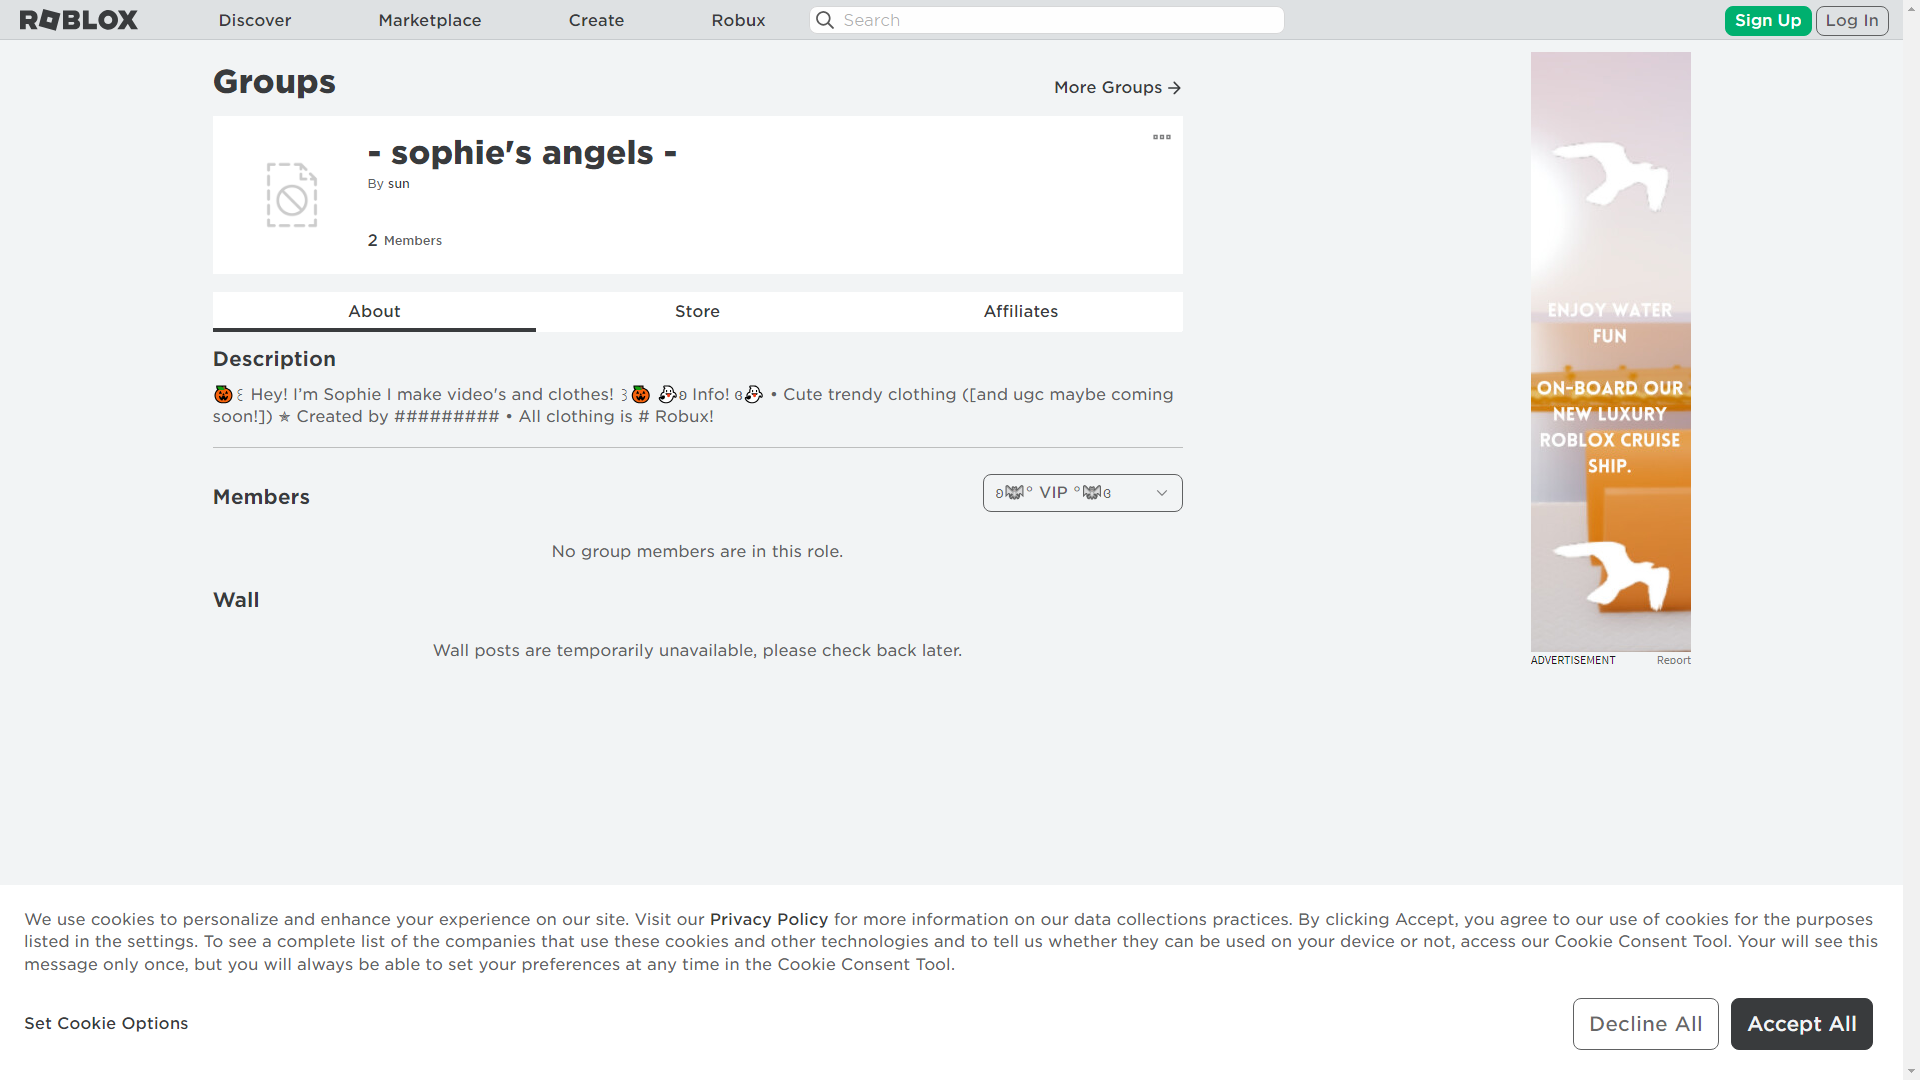 ROBLOX Discover Marketplace Create Robux Search Sign Up Log In
Groups
More Groups
- sophie's angels -
By sun
2 Members
About Store Affiliates
Description
🎃꒰ Hey! I’m Sophie I make video's and clothes! ꒱🎃 👻ʚ Info! ɞ👻 • Cute trendy clothing ([and ugc maybe coming
soon!]) ✯ Created by ######### • All clothing is # Robux!
Members
VIP
No group members are in this role.
Wall
Wall posts are temporarily unavailable, please check back later.
ENJOY WATER
FUN
ON-BOARD OUR
NEW LUXURY
ROBLOX CRUISE
SHIP.
ADVERTISEMENT Report
We use cookies to personalize and enhance your experience on our site. Visit our Privacy Policy for more information on our data collections practices. By clicking Accept, you agree to our use of cookies for the purposes
listed in the settings. To see a complete list of the companies that use these cookies and other technologies and to tell us whether they can be used on your device or not, access our Cookie Consent Tool. Your will see this
message only once, but you will always be able to set your preferences at any time in the Cookie Consent Tool.
Set Cookie Options
Decline All Accept All